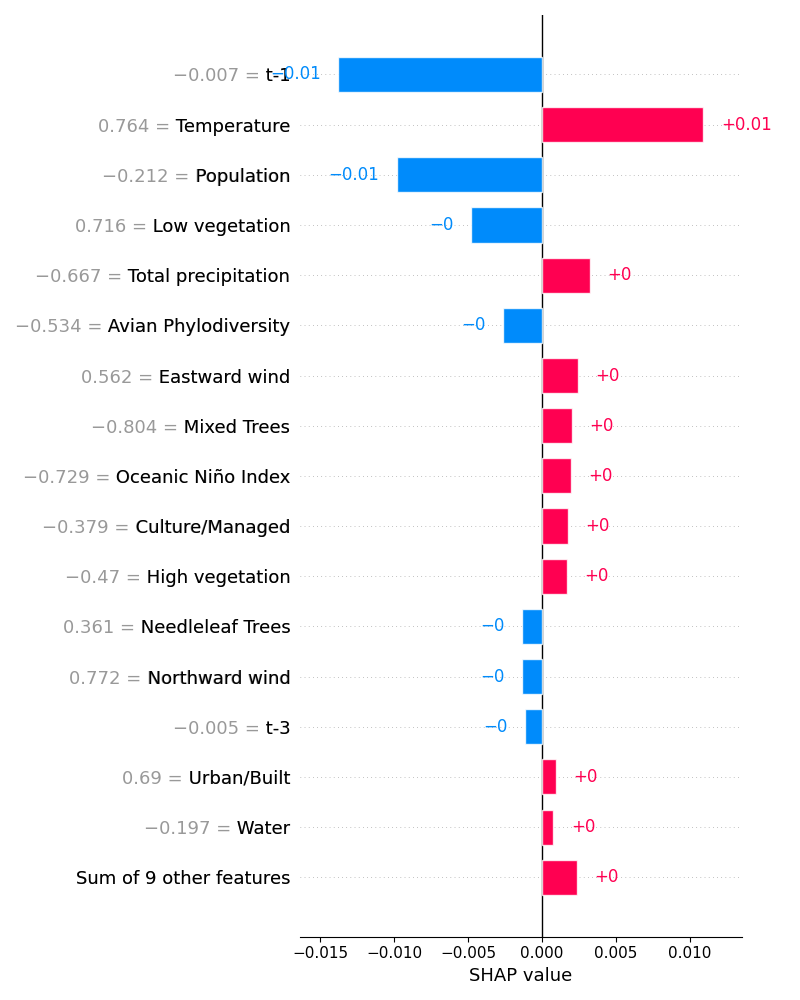 −0.007 = t-1 −0.01
0.764 = Temperature +0.01
−0.212 = Population −0.01
0.716 = Low vegetation −0
−0.667 = Total precipitation +0
−0.534 = Avian Phylodiversity −0
0.562 = Eastward wind +0
−0.804 = Mixed Trees +0
−0.729 = Oceanic Niño Index +0
−0.379 = Culture/Managed +0
−0.47 = High vegetation +0
0.361 = Needleleaf Trees −0
0.772 = Northward wind −0
−0.005 = t-3 −0
0.69 = Urban/Built +0
−0.197 = Water +0
Sum of 9 other features +0
−0.015 −0.010 −0.005 0.000 0.005 0.010
SHAP value